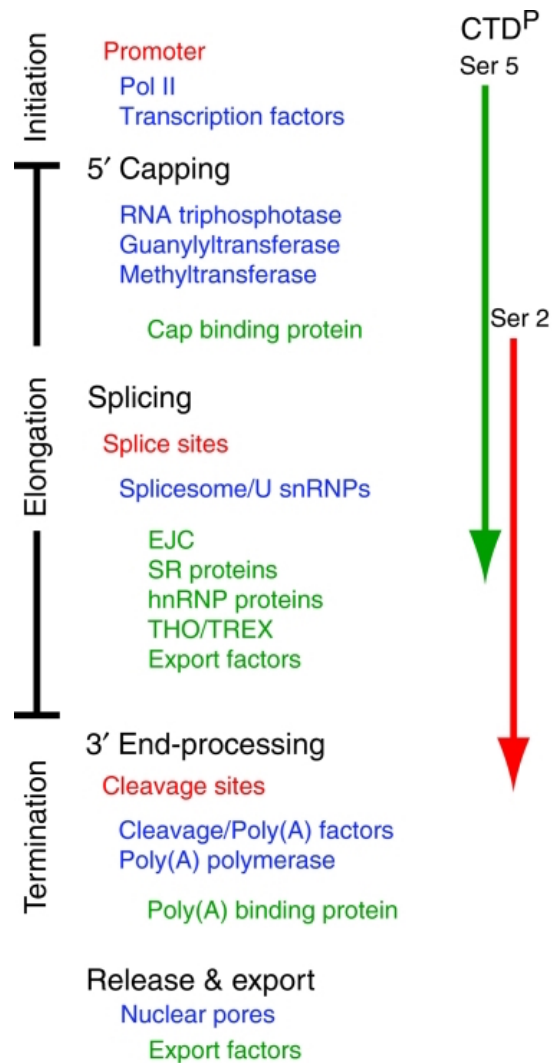 CTDP
Ser 5
Initiation
Promoter
Pol II
Transcription factors
5′ Capping
RNA triphosphotase
Guanylyltransferase
Methyltransferase
Cap binding protein
Ser 2
Elongation
Splicing
Splice sites
Splicesome/U snRNPs
EJC
SR proteins
hnRNP proteins
THO/TREX
Export factors
Termination
3′ End-processing
Cleavage sites
Cleavage/Poly(A) factors
Poly(A) polymerase
Poly(A) binding protein
Release & export
Nuclear pores
Export factors